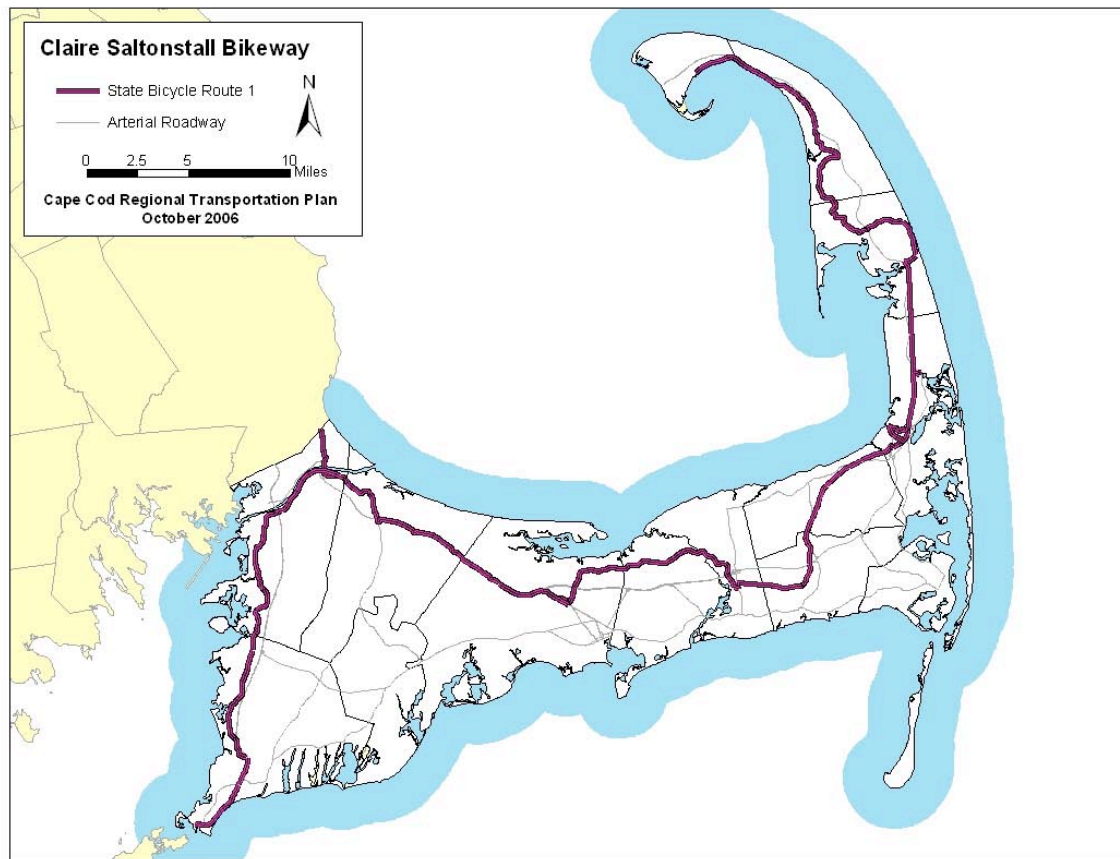 Claire Saltonstall Bikeway
N
State Bicycle Route 1
Arterial Roadway
0 2.5 5 10
Miles
Cape Cod Regional Transportation Plan
October 2006